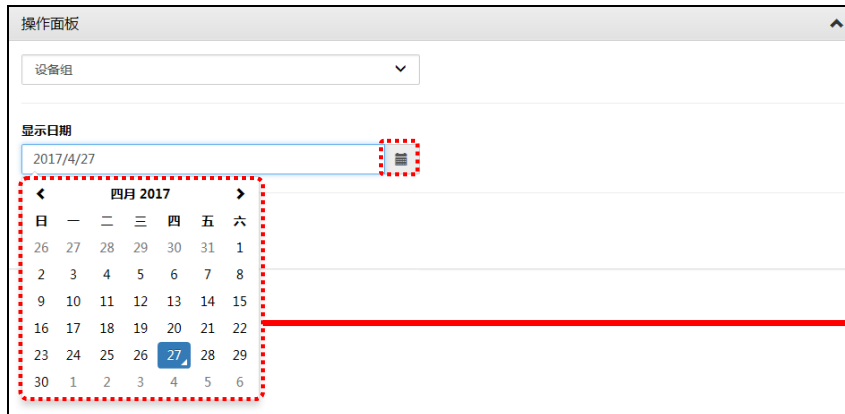 操作面板
设备组
显示日期
2017/4/27
四月 2017
日 一 二 三 四 五 六
26 27 28 29 30 31 1
2 3 4 5 6 7 8
9 10 11 12 13 14 15
16 17 18 19 20 21 22
23 24 25 26 27 28 29
30 1 2 3 4 5 6